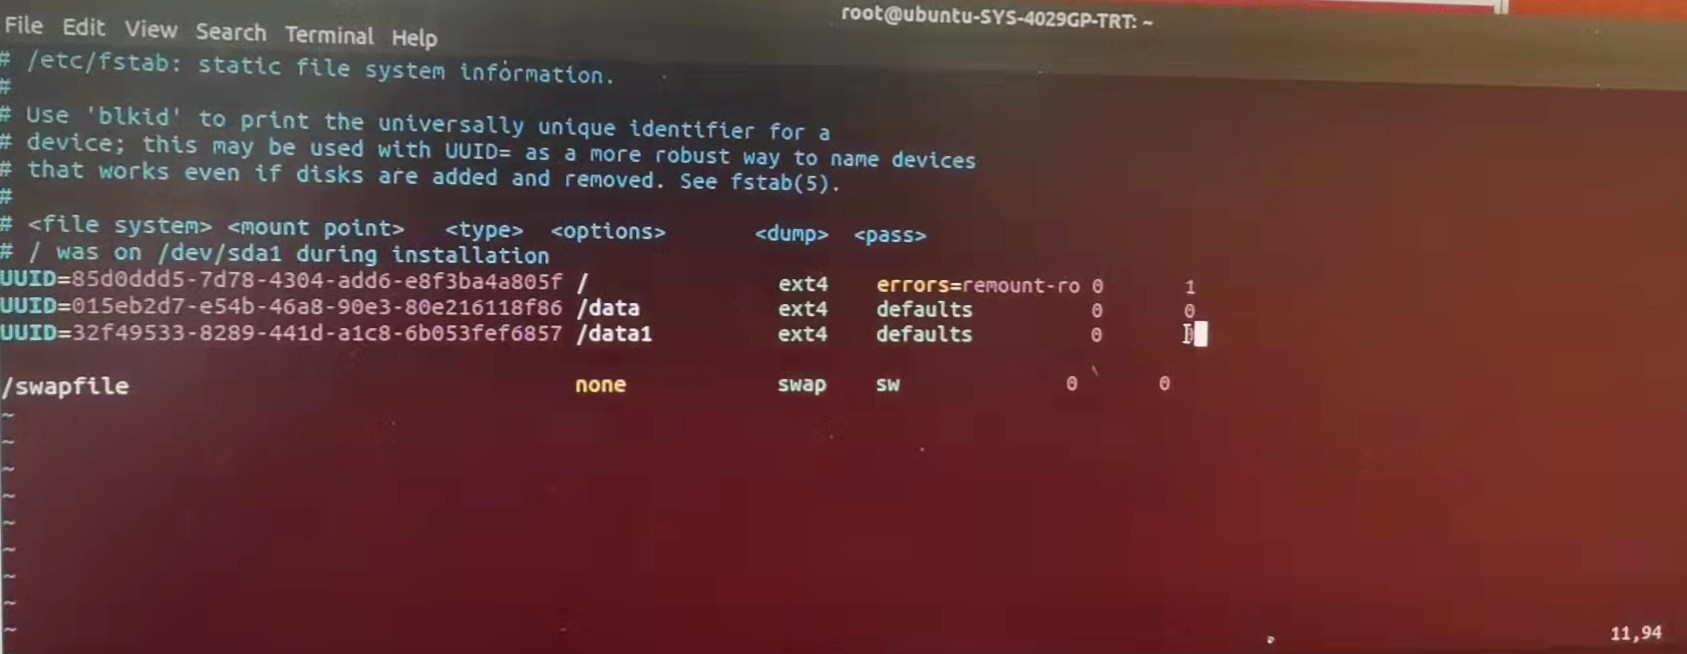 root@ubuntu-SYS-4029GP-TRT: ~
File Edit View Search Terminal Help
# /etc/fstab: static file system information.
#
# Use 'blkid' to print the universally unique identifier for a
# device; this may be used with UUID= as a more robust way to name devices
# that works even if disks are added and removed. See fstab(5).
#
# <file system> <mount point> <type> <options> <dump> <pass>
# / was on /dev/sda1 during installation
UUID=85d0ddd5-7d78-4304-add6-e8f3ba4a805f / ext4 errors=remount-ro 0 1
UUID=015eb2d7-e54b-46a8-90e3-80e216118f86 /data ext4 defaults 0 0
UUID=32f49533-8289-441d-a1c8-6b053fef6857 /data1 ext4 defaults 0
/swapfile none swap sw 0 0
~
~
~
~
~
~
~
~
~
11,94